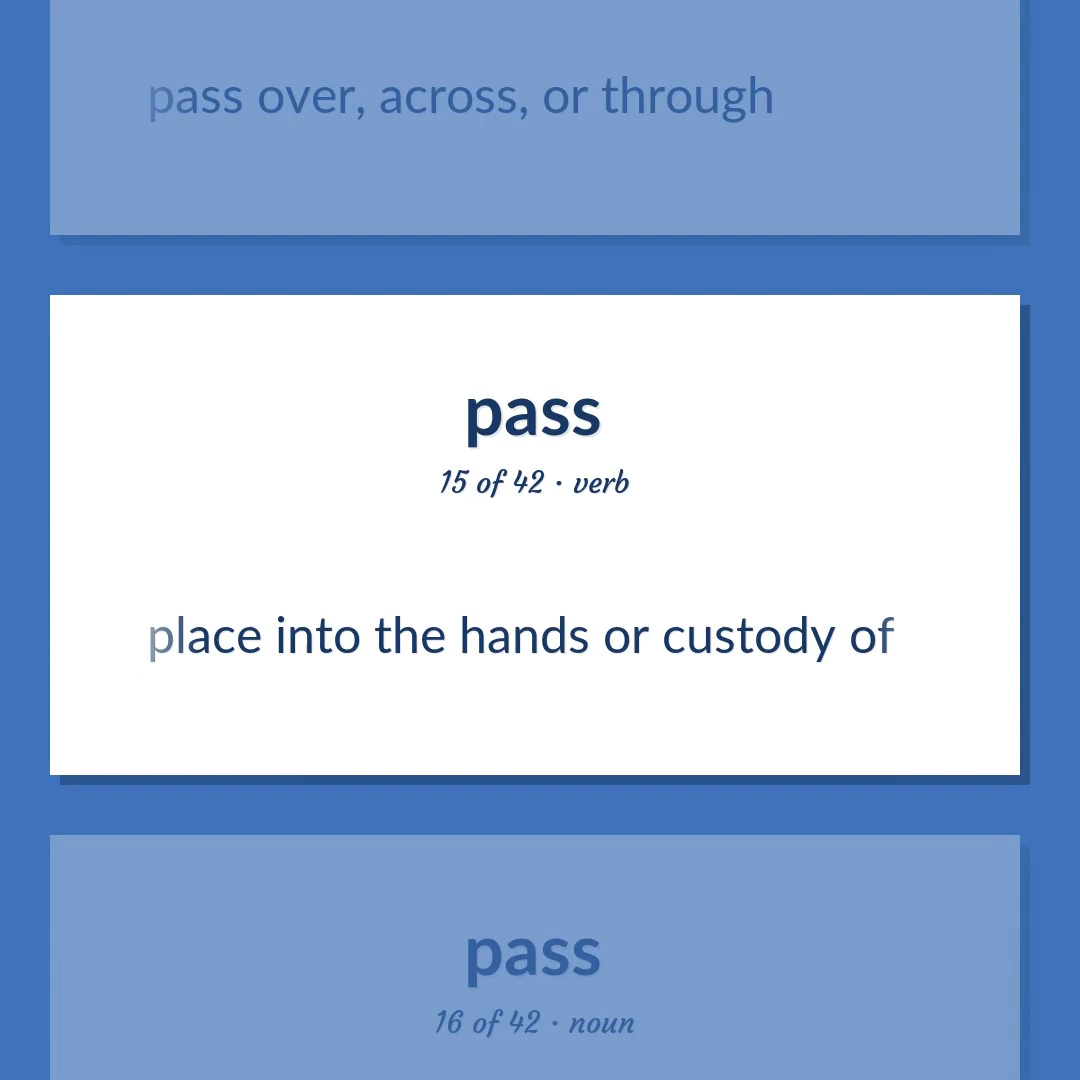 pass over, across, or through
pass
15 of 42 · verb
place into the hands or custody of
pass
16 of 42 · noun